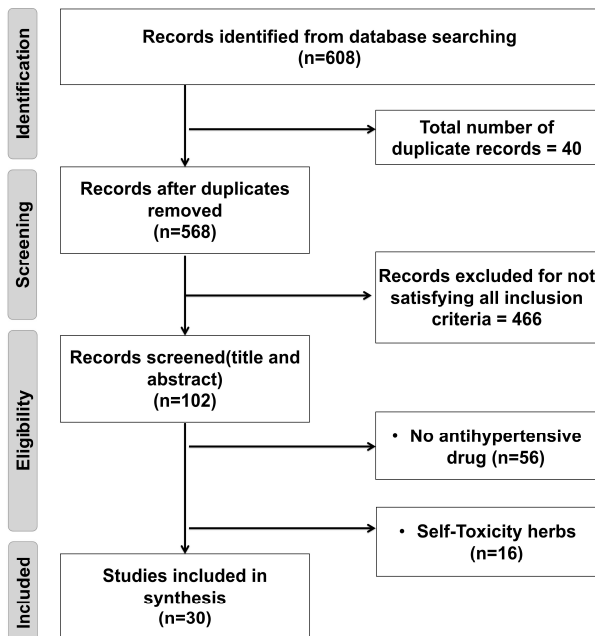 Identification
Records identified from database searching
(n=608)
Total number of
duplicate records = 40
Screening
Records after duplicates
removed
(n=568)
Records excluded for not
satisfying all inclusion
criteria = 466
Eligibility
Records screened(title and
abstract)
(n=102)
• No antihypertensive
drug (n=56)
• Self-Toxicity herbs
(n=16)
Included
Studies included in
synthesis
(n=30)